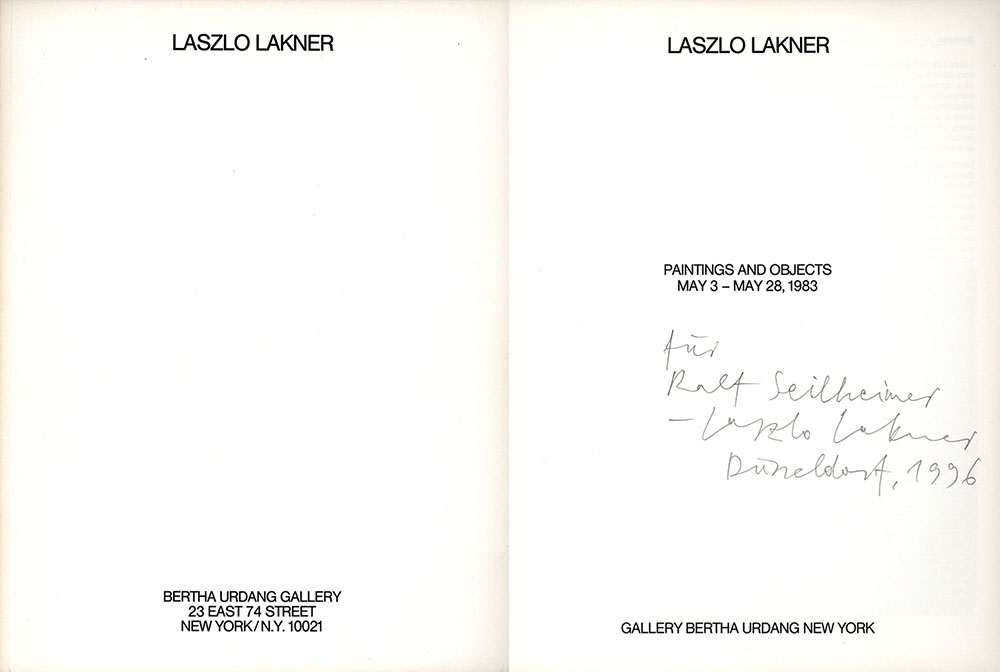 LASZLO LAKNER
BERTHA URDANG GALLERY
23 EAST 74 STREET
NEW YORK/N.Y. 10021
LASZLO LAKNER
PAINTINGS AND OBJECTS
MAY 3 – MAY 28, 1983
für
Ralf Seilheimer
– Laszlo Lakner
Düsseldorf, 1996
GALLERY BERTHA URDANG NEW YORK